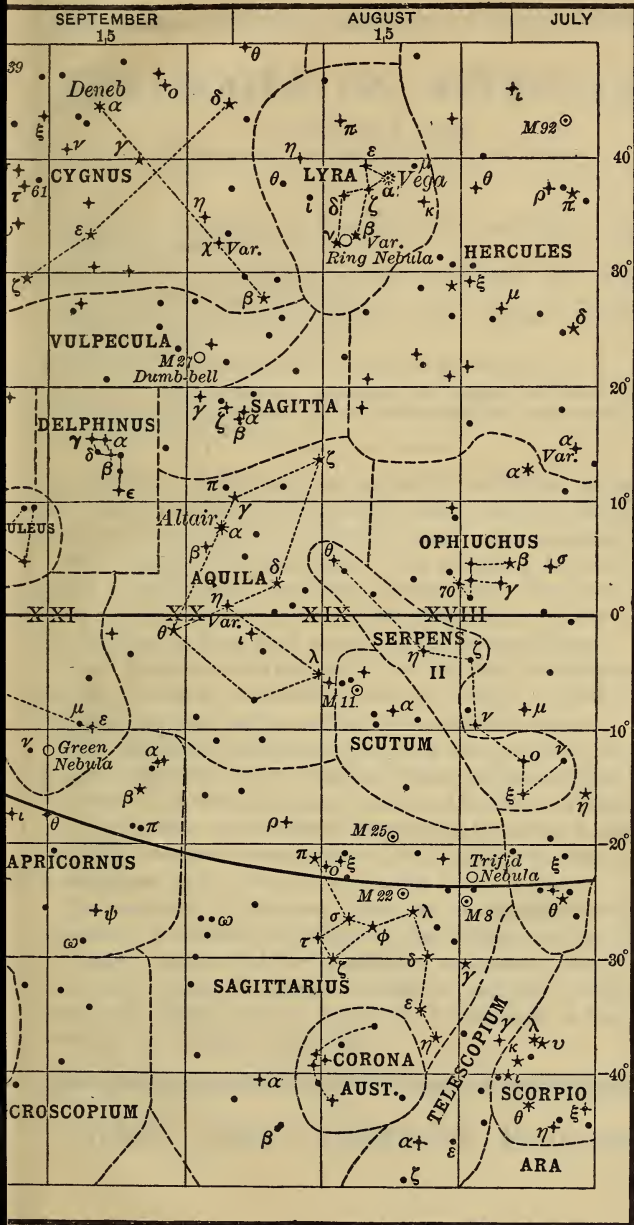 SEPTEMBER AUGUST JULY
15 15
39 Deneb α ο δ θ ι
ξ π M92
ν γ η ε μ 40°
CYGNUS θ LYRA Vega θ ρ π
τ 61 ι δ α ζ κ
η
ε χ Var. ν β Var.
Ring Nebula HERCULES
ζ β ξ 30°
μ δ
VULPECULA
M27
Dumb-bell 20°
γ SAGITTA
DELPHINUS ζ α
β
γ α α
Var.
δ β ζ
ε π α
γ 10°
ULEUS Altair α
β θ OPHIUCHUS
β σ
AQUILA δ 70 γ
XXI XX η XIX XVIII 0°
Var.
θ ι SERPENS
η ζ
λ II
M11
μ ε α ν μ -10°
ν Green
Nebula α SCUTUM ο ν
β ξ η
ι θ π ρ M25 -20°
APRICORNUS π ο ξ Trifid
Nebula ξ
M22 M8 θ
ψ ω σ λ
ω τ φ
ζ δ γ -30°
SAGITTARIUS
ε TELESCOPIUM
η γ λ υ
CORONA κ
AUST. ι -40°
α SCORPIO
CROSCOPIUM θ ξ
β α ε η
ζ ARA